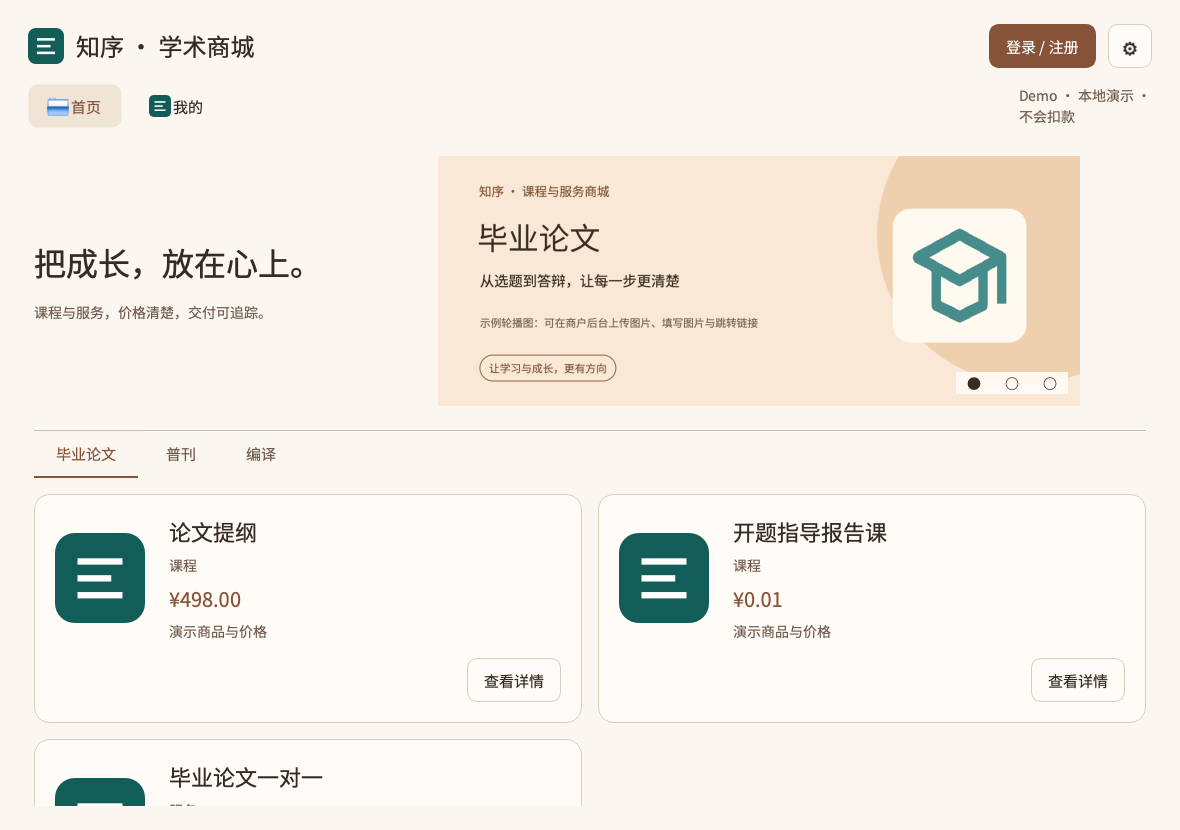 知序 · 学术商城
登录 / 注册
首页
我的
Demo · 本地演示 ·
不会扣款
把成长，放在心上。
课程与服务，价格清楚，交付可追踪。
知序 · 课程与服务商城
毕业论文
从选题到答辩，让每一步更清楚
示例轮播图：可在商户后台上传图片、填写图片与跳转链接
让学习与成长，更有方向
毕业论文
普刊
编译
论文提纲
课程
¥498.00
演示商品与价格
查看详情
开题指导报告课
课程
¥0.01
演示商品与价格
查看详情
毕业论文一对一